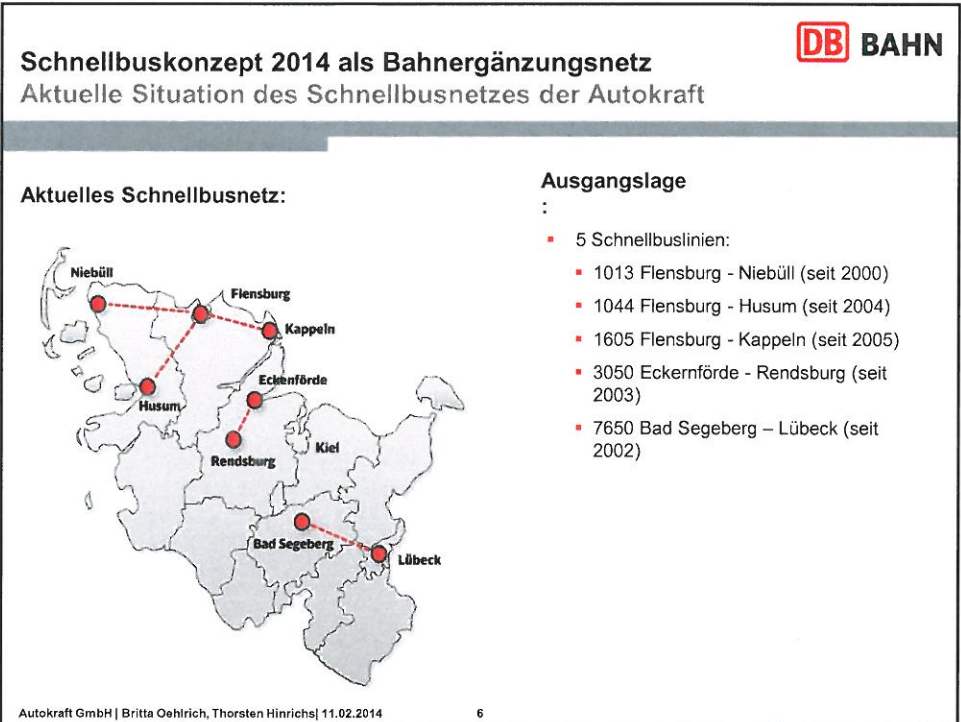 Schnellbuskonzept 2014 als Bahnergänzungsnetz
Aktuelle Situation des Schnellbusnetzes der Autokraft
DB BAHN
Aktuelles Schnellbusnetz:
Niebüll
Flensburg
Kappeln
Husum
Eckenförde
Rendsburg
Kiel
Bad Segeberg
Lübeck
Ausgangslage
:
5 Schnellbuslinien:
1013 Flensburg - Niebüll (seit 2000)
1044 Flensburg - Husum (seit 2004)
1605 Flensburg - Kappeln (seit 2005)
3050 Eckernförde - Rendsburg (seit
2003)
7650 Bad Segeberg – Lübeck (seit
2002)
Autokraft GmbH | Britta Oehlrich, Thorsten Hinrichs| 11.02.2014
6